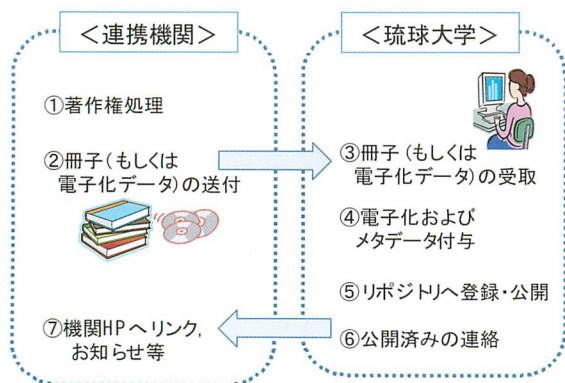 ＜連携機関＞
①著作権処理
②冊子（もしくは
電子化データ）の送付
⑦機関HPへリンク，
お知らせ等
＜琉球大学＞
③冊子（もしくは
電子化データ）の受取
④電子化および
メタデータ付与
⑤リポジトリへ登録・公開
⑥公開済みの連絡